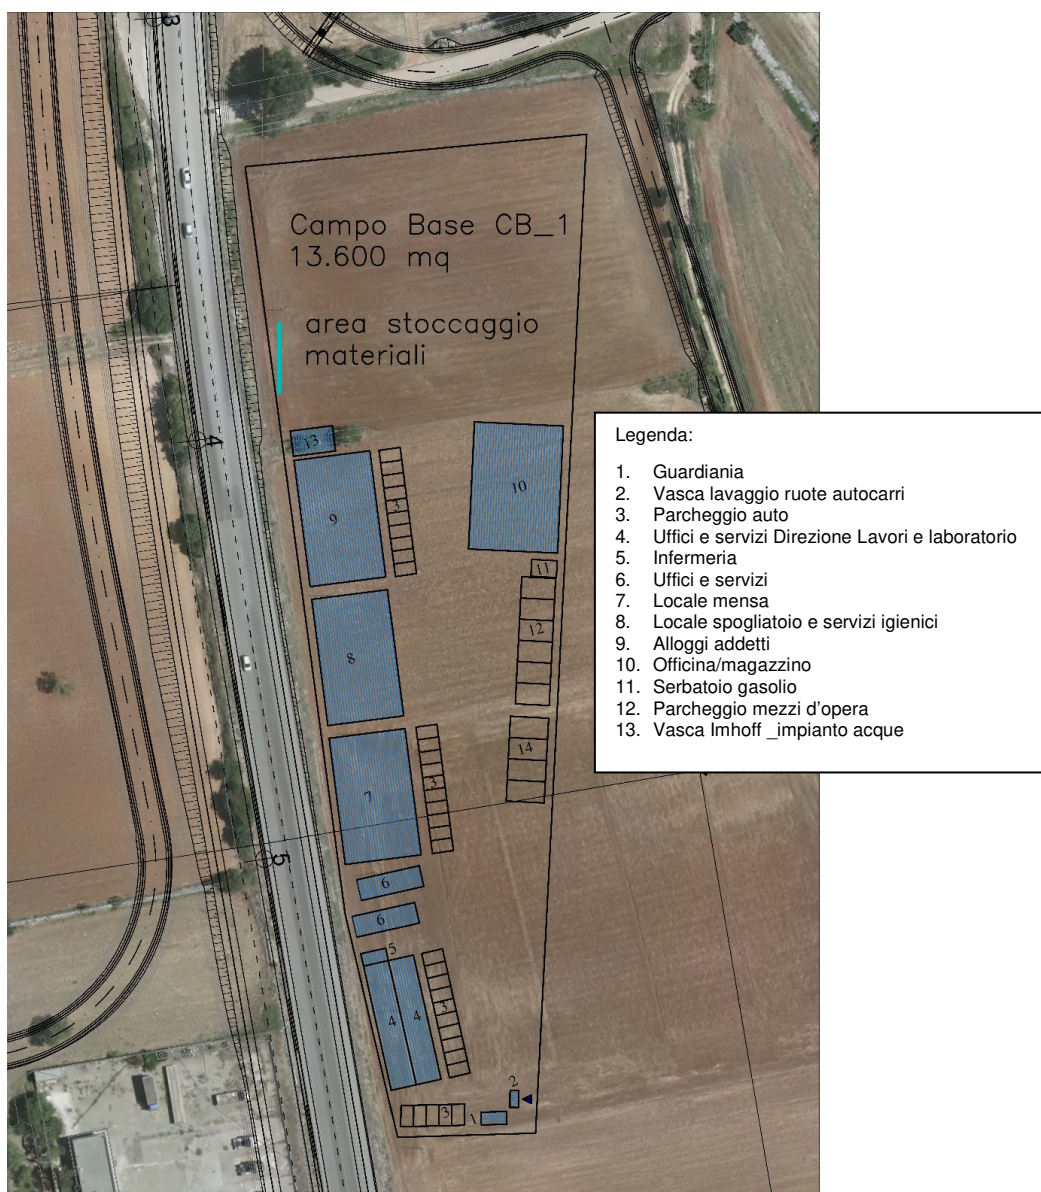 3
Campo Base CB_1
13.600 mq
area stoccaggio
materiali
4
13
9
3
10
11
12
8
14
7
3
5
6
6
5
4
4
3
2
3
1
Legenda:
1. Guardiania
2. Vasca lavaggio ruote autocarri
3. Parcheggio auto
4. Uffici e servizi Direzione Lavori e laboratorio
5. Infermeria
6. Uffici e servizi
7. Locale mensa
8. Locale spogliatoio e servizi igienici
9. Alloggi addetti
10. Officina/magazzino
11. Serbatoio gasolio
12. Parcheggio mezzi d'opera
13. Vasca Imhoff _impianto acque